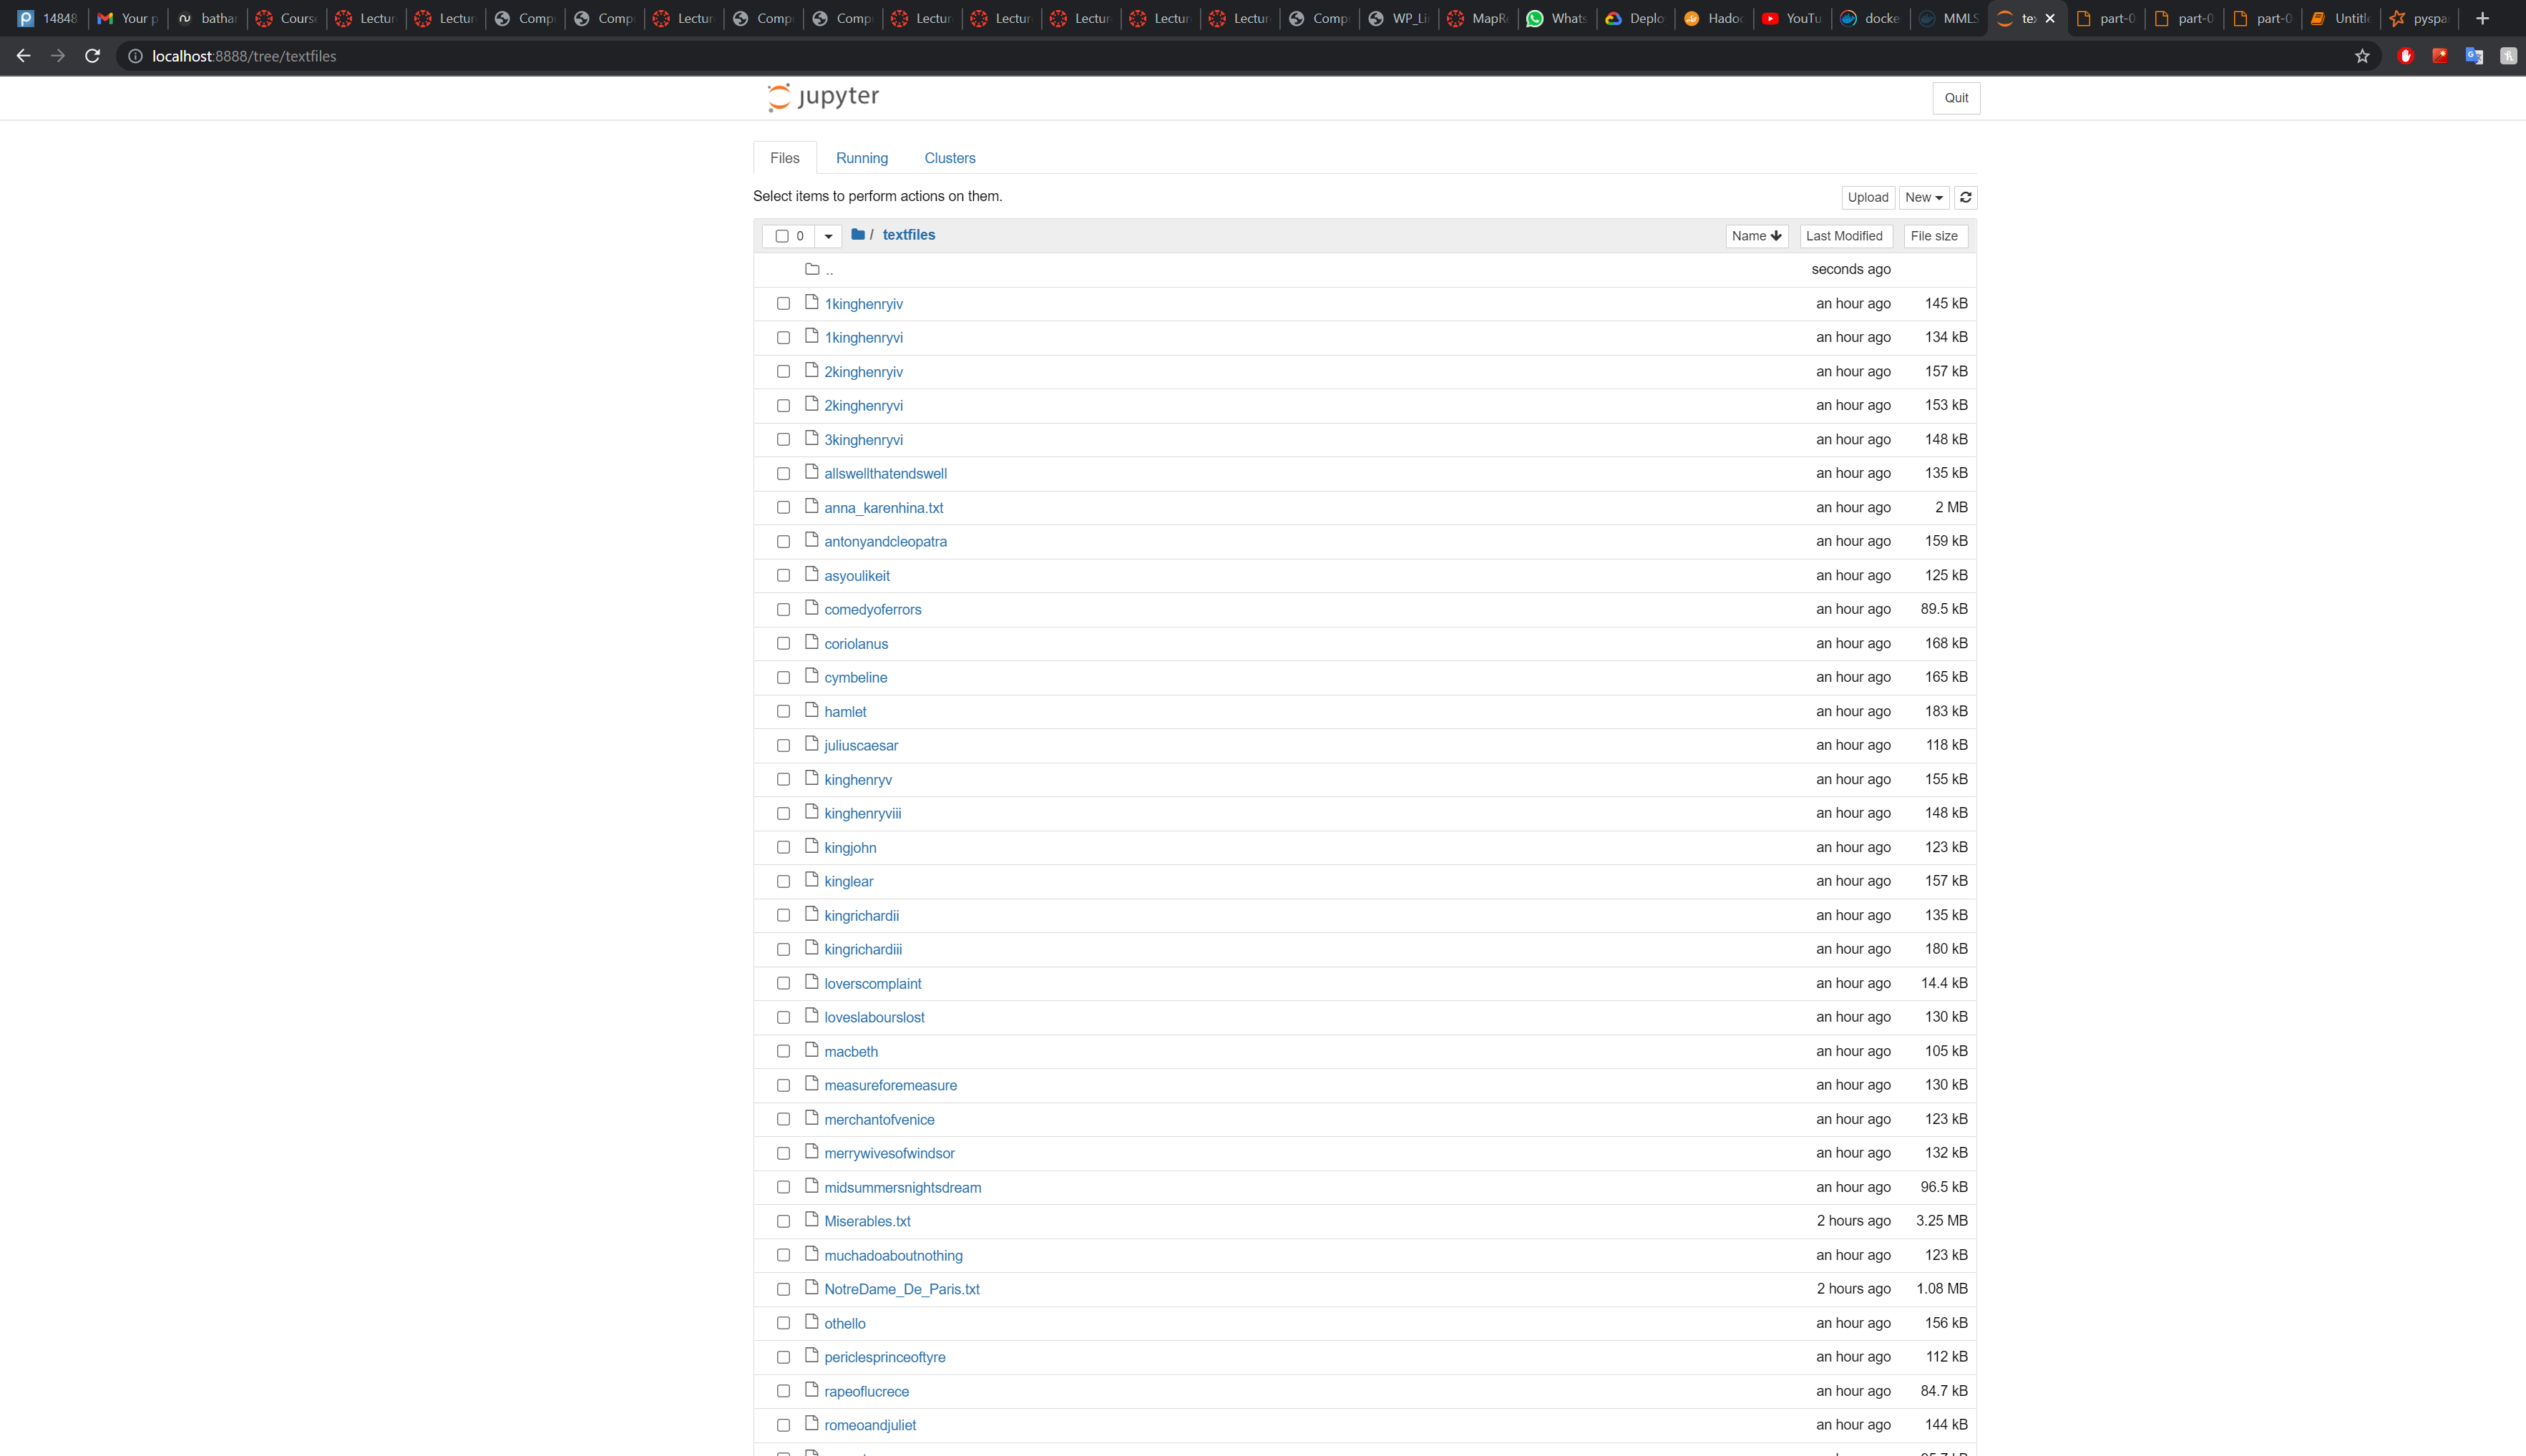 14848 Your p bathar Course Lectur Lectur Comp Comp Lectur Comp Comp Lectur Lectur Lectur Lectur Lectur Comp WP_Li MapRe Whats Deplo Hadoo YouTu docke MMLS tex part-0 part-0 part-0 Untitle pyspa
localhost:8888/tree/textfiles
jupyter Quit
Files Running Clusters
Select items to perform actions on them. Upload New
0 / textfiles Name Last Modified File size
.. seconds ago
1kinghenryiv an hour ago 145 kB
1kinghenryvi an hour ago 134 kB
2kinghenryiv an hour ago 157 kB
2kinghenryvi an hour ago 153 kB
3kinghenryvi an hour ago 148 kB
allswellthatendswell an hour ago 135 kB
anna_karenhina.txt an hour ago 2 MB
antonyandcleopatra an hour ago 159 kB
asyoulikeit an hour ago 125 kB
comedyoferrors an hour ago 89.5 kB
coriolanus an hour ago 168 kB
cymbeline an hour ago 165 kB
hamlet an hour ago 183 kB
juliuscaesar an hour ago 118 kB
kinghenryv an hour ago 155 kB
kinghenryviii an hour ago 148 kB
kingjohn an hour ago 123 kB
kinglear an hour ago 157 kB
kingrichardii an hour ago 135 kB
kingrichardiii an hour ago 180 kB
loverscomplaint an hour ago 14.4 kB
loveslabourslost an hour ago 130 kB
macbeth an hour ago 105 kB
measureforemeasure an hour ago 130 kB
merchantofvenice an hour ago 123 kB
merrywivesofwindsor an hour ago 132 kB
midsummersnightsdream an hour ago 96.5 kB
Miserables.txt 2 hours ago 3.25 MB
muchadoaboutnothing an hour ago 123 kB
NotreDame_De_Paris.txt 2 hours ago 1.08 MB
othello an hour ago 156 kB
periclesprinceoftyre an hour ago 112 kB
rapeoflucrece an hour ago 84.7 kB
romeoandjuliet an hour ago 144 kB